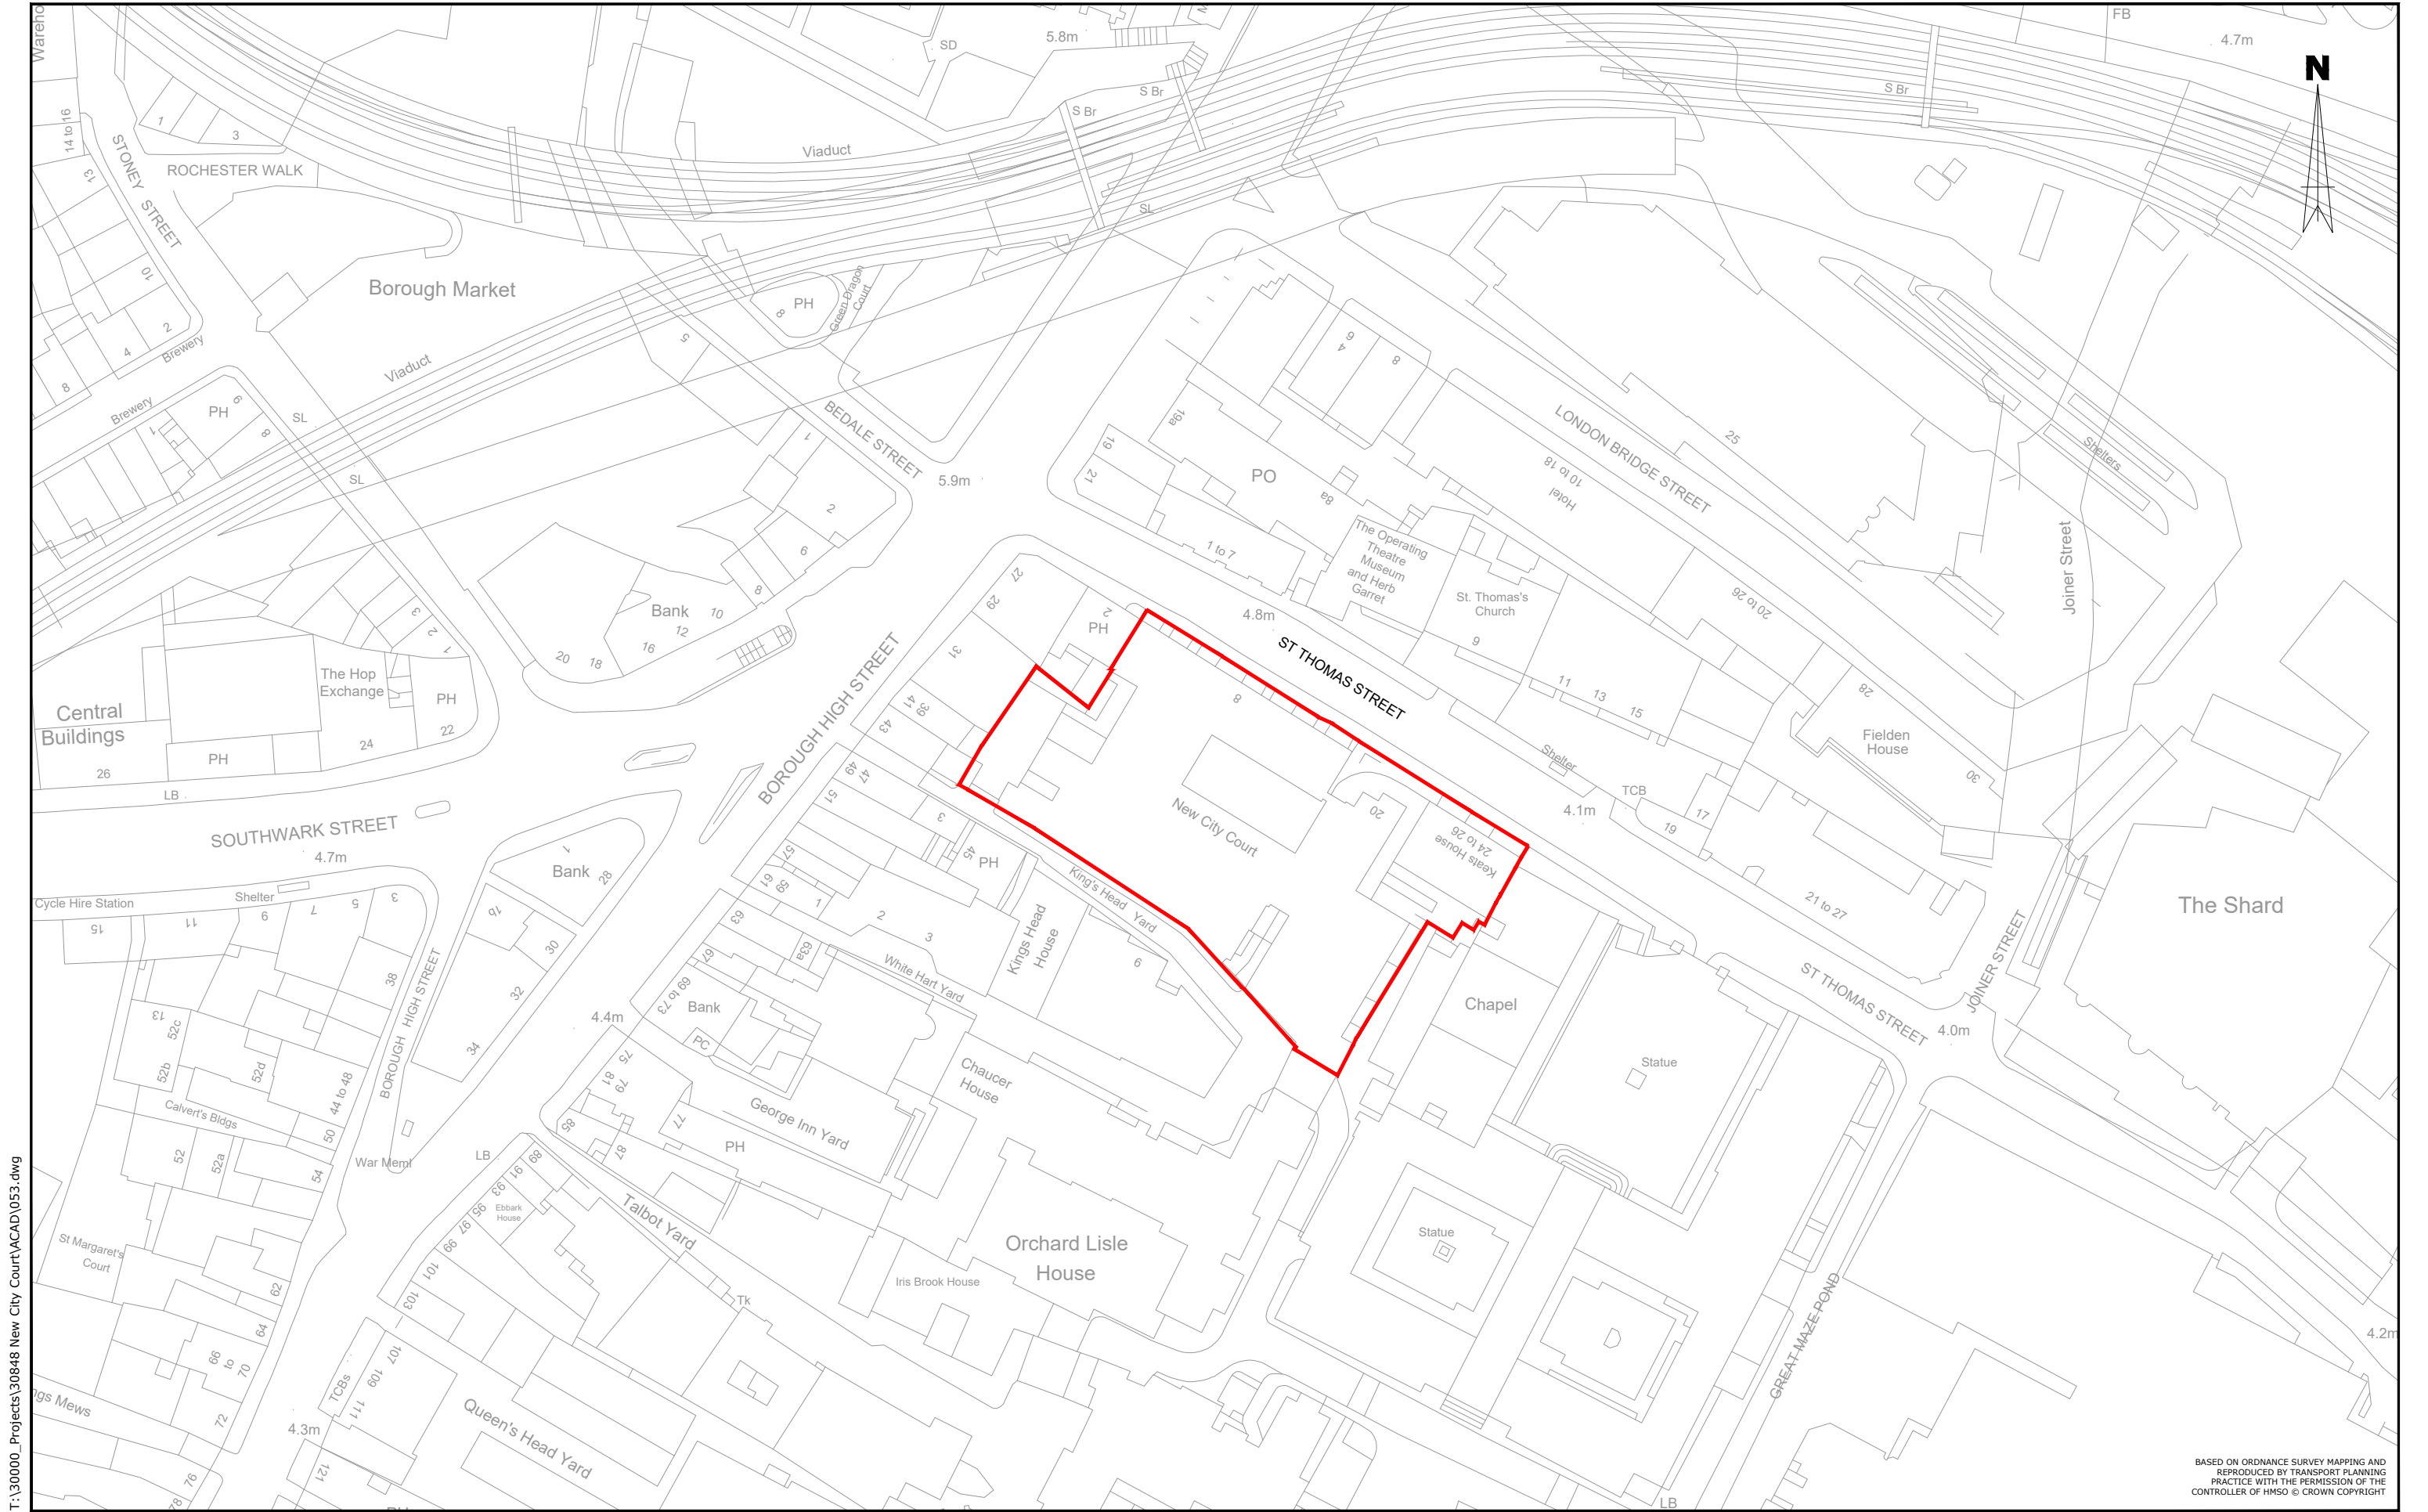 Wareho
SD
5.8m
FB
4.7m
N
14 to 16
13
STONEY STREET
1
3
ROCHESTER WALK
Viaduct
S Br
S Br
S Br
SL
10
2
4
8
Brewery
Borough Market
Viaduct
PH
8
Green Dragon
Court
5
Brewery
1
PH
6
8
SL
SL
BEDALE STREET
5.9m
1
2
6
8
10
12
16
18
20
Bank
6
4
8
19a
19
21
PO
8a
1 to 7
10 to 18
Hotel
LONDON BRIDGE STREET
25
Shelters
Joiner Street
The Operating
Theatre
Museum
and Herb
Garret
St. Thomas's
Church
9
4.8m
20 to 26
28
Fielden
House
30
11
13
15
ST THOMAS STREET
Shelter
TCB
4.1m
17
19
21 to 27
The Shard
27
29
31
2
PH
39
41
43
BOROUGH HIGH STREET
3
2
1
The Hop
Exchange
PH
22
24
Central
Buildings
26
PH
LB
SOUTHWARK STREET
4.7m
8
New City Court
20
24 to 26
Keats House
King's Head Yard
47
49
51
57
59
61
1
3
45
PH
2
3
63
63a
67
69 to 73
Bank
PC
White Hart Yard
Kings Head
House
9
Cycle Hire Station
Shelter
15
11
9
7
5
3
1
Bank
28
1b
30
32
34
38
BOROUGH HIGH STREET
4.4m
13
52c
52b
52d
44 to 48
Calvert's Bldgs
50
52
52a
54
War Meml
LB
75
79
81
77
85
87
George Inn Yard
PH
Chaucer
House
Chapel
Statue
Statue
ST THOMAS STREET
JOINER STREET
4.0m
GREAT MAZE POND
89
91
93
95
97
99
101
103
Ebbark
House
Talbot Yard
Tk
Iris Brook House
Orchard Lisle
House
St Margaret's
Court
62
64
66
to
70
72
76
78
ngs Mews
TCBs
107
109
111
4.3m
121
Queen's Head Yard
LB
4.2m
T:\30000_Projects\30848 New City Court\ACAD\053.dwg
BASED ON ORDNANCE SURVEY MAPPING AND
REPRODUCED BY TRANSPORT PLANNING
PRACTICE WITH THE PERMISSION OF THE
CONTROLLER OF HMSO © CROWN COPYRIGHT